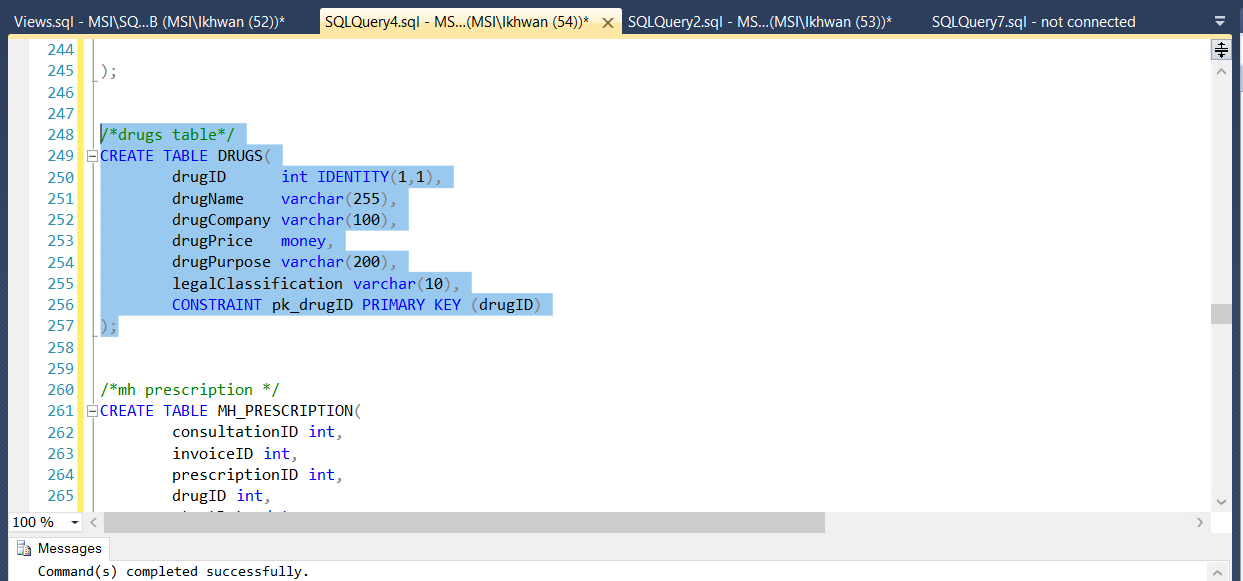 Views.sql - MSI\SQ...B (MSI\Ikhwan (52))* SQLQuery4.sql - MS...(MSI\Ikhwan (54))* SQLQuery2.sql - MS...(MSI\Ikhwan (53))* SQLQuery7.sql - not connected
244
245 );
246
247
248 /*drugs table*/
249 CREATE TABLE DRUGS(
250 drugID int IDENTITY(1,1),
251 drugName varchar(255),
252 drugCompany varchar(100),
253 drugPrice money,
254 drugPurpose varchar(200),
255 legalClassification varchar(10),
256 CONSTRAINT pk_drugID PRIMARY KEY (drugID)
257 );
258
259
260 /*mh prescription */
261 CREATE TABLE MH_PRESCRIPTION(
262 consultationID int,
263 invoiceID int,
264 prescriptionID int,
265 drugID int,
100 %
Messages
Command(s) completed successfully.